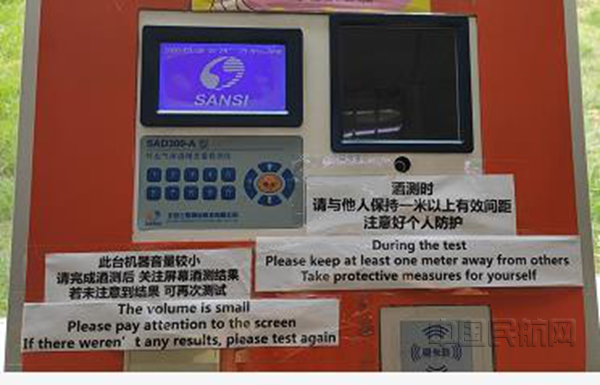 SANSI
SAD300-A
酒测时
请与他人保持一米以上有效间距
注意好个人防护
During the test
Please keep at least one meter away from others
Take protective measures for yourself
此台机器音量较小
请完成酒测后 关注屏幕酒测结果
若未注意到结果 可再次测试
The volume is small
Please pay attention to the screen
If there weren't any results, please test again
中国民航网